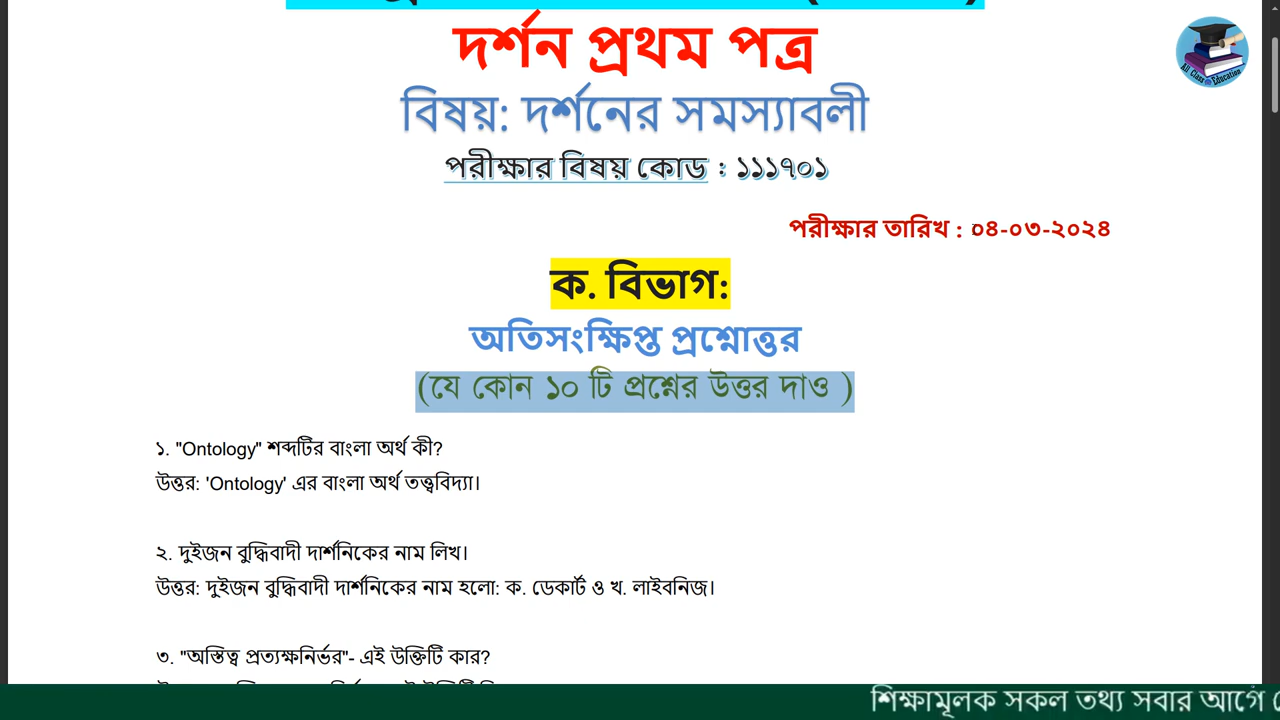 দর্শন প্রথম পত্র
বিষয়: দর্শনের সমস্যাবলী
পরীক্ষার বিষয় কোড : ১১১৭০১
পরীক্ষার তারিখ : ০৪-০৩-২০২৪
ক. বিভাগ:
অতিসংক্ষিপ্ত প্রশ্নোত্তর
(যে কোন ১০ টি প্রশ্নের উত্তর দাও )
১. "Ontology" শব্দটির বাংলা অর্থ কী?
উত্তর: 'Ontology' এর বাংলা অর্থ তত্ত্ববিদ্যা।
২. দুইজন বুদ্ধিবাদী দার্শনিকের নাম লিখ।
উত্তর: দুইজন বুদ্ধিবাদী দার্শনিকের নাম হলো: ক. ডেকার্ট ও খ. লাইবনিজ।
৩. "অস্তিত্ব প্রত্যক্ষনির্ভর"- এই উক্তিটি কার?
শিক্ষামূলক সকল তথ্য সবার আগে
All Class Education